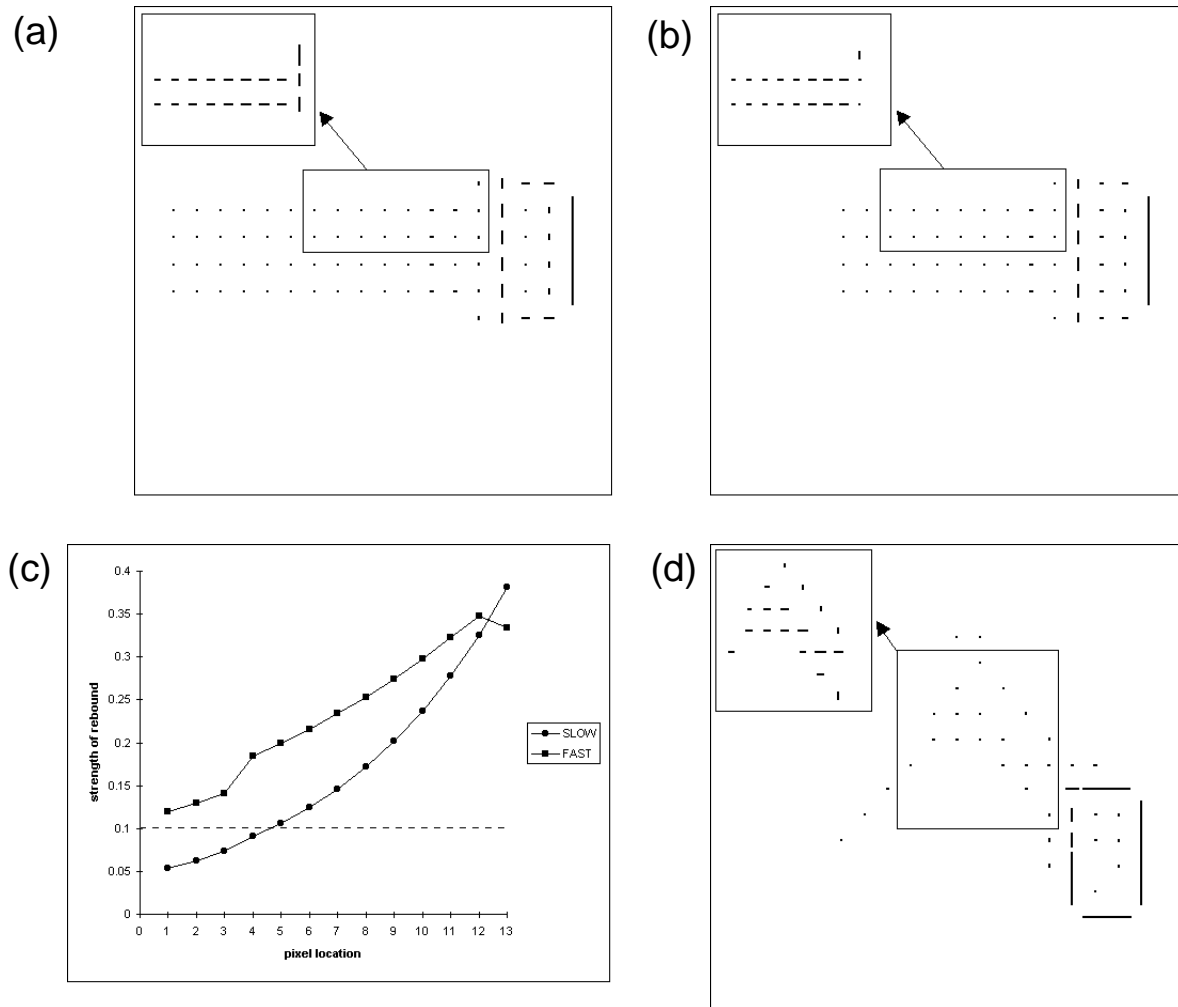 (a)
(b)
(c)
0.4
0.35
0.3
0.25
0.2
0.15
0.1
0.05
0
strength of rebound
0 1 2 3 4 5 6 7 8 9 10 11 12 13
pixel location
SLOW
FAST
(d)